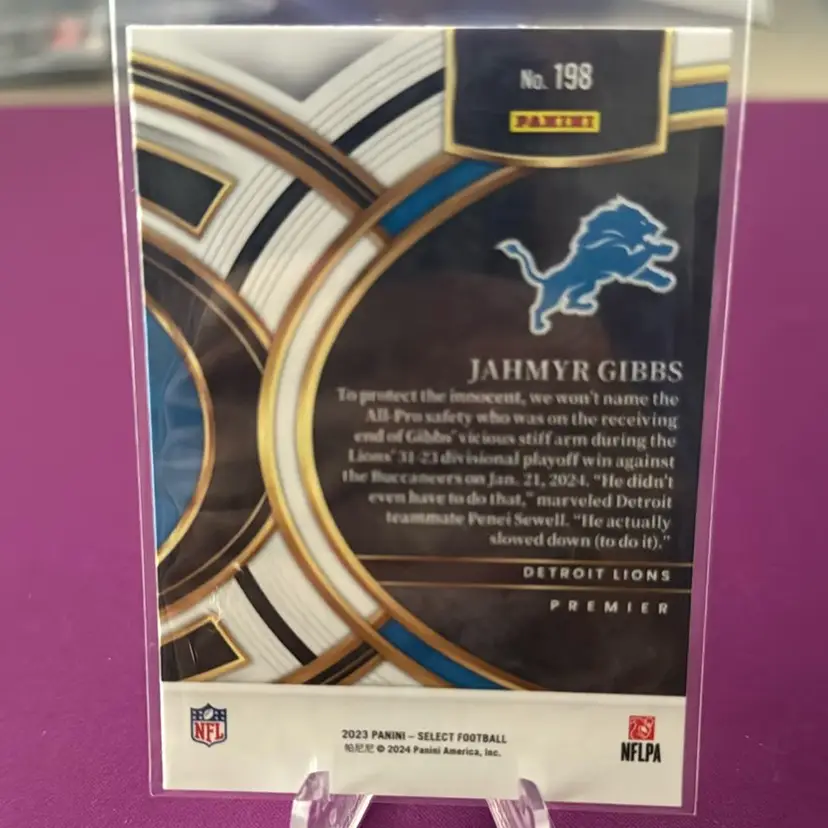 No. 198
PANINI
JAHMYR GIBBS
To protect the innocent, we won't name the
All-Pro safety who was on the receiving
end of Gibbs' vicious stiff arm during the
Lions' 31-23 divisional playoff win against
the Buccaneers on Jan. 21, 2024. "He didn't
even have to do that," marveled Detroit
teammate Penei Sewell. "He actually
slowed down (to do it)."
DETROIT LIONS
PREMIER
NFL
2023 PANINI – SELECT FOOTBALL
帕尼尼 © 2024 Panini America, Inc.
NFLPA